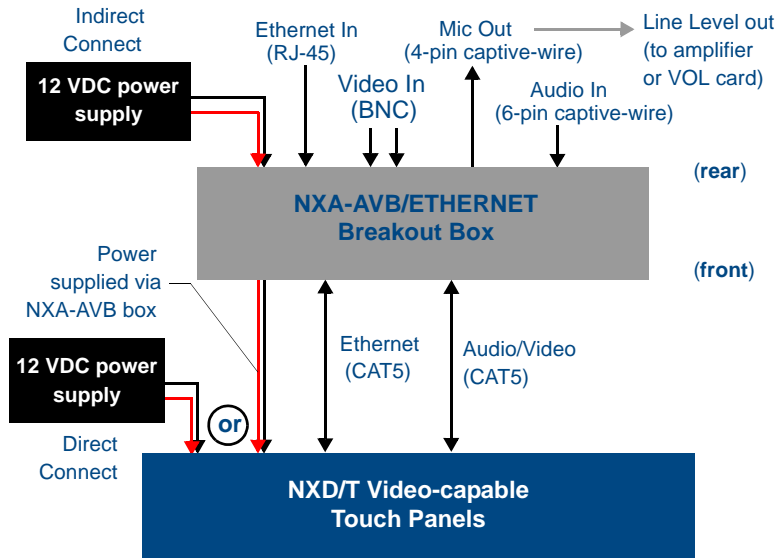 Indirect
Connect
12 VDC power
supply
Ethernet In
(RJ-45)
Video In
(BNC)
Mic Out
(4-pin captive-wire)
Line Level out
(to amplifier
or VOL card)
Audio In
(6-pin captive-wire)
(rear)
NXA-AVB/ETHERNET
Breakout Box
(front)
Power
supplied via
NXA-AVB box
Ethernet
(CAT5)
Audio/Video
(CAT5)
12 VDC power
supply
or
Direct
Connect
NXD/T Video-capable
Touch Panels